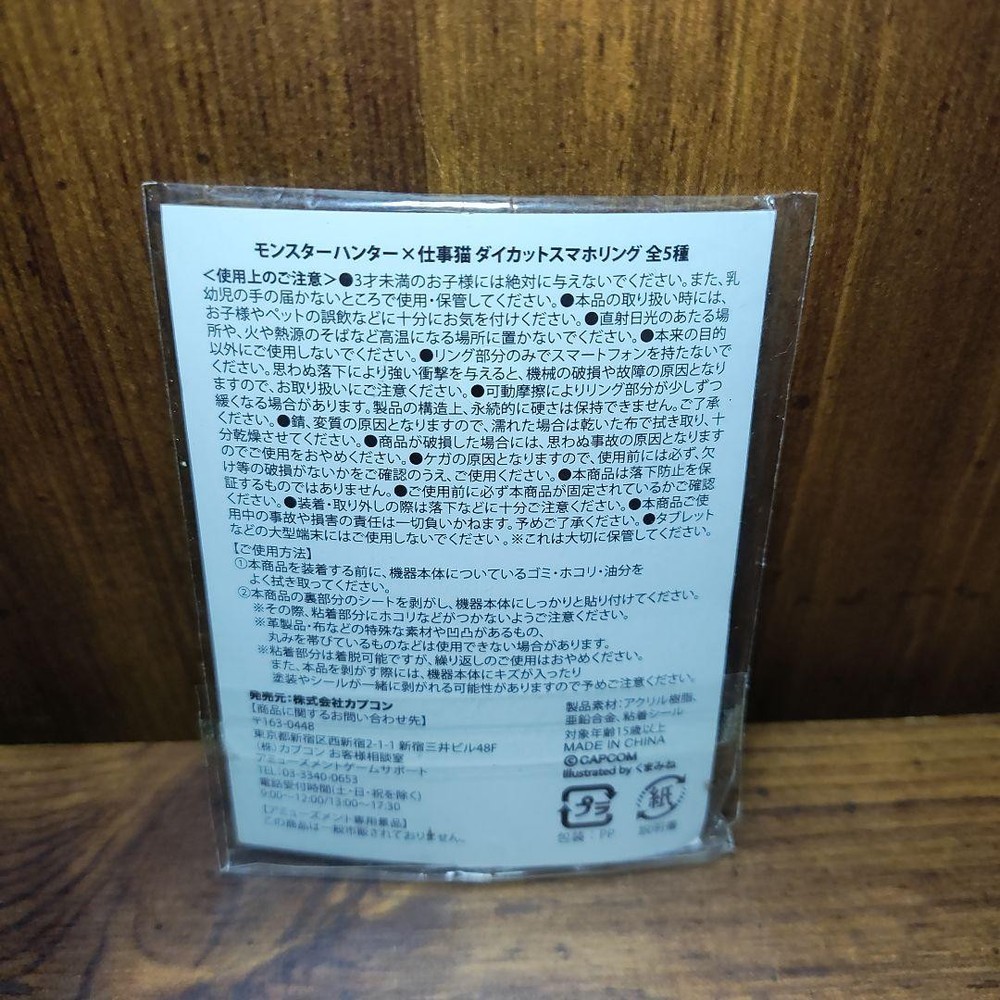 モンスターハンター×仕事猫 ダイカットスマホリング 全5種
＜使用上のご注意＞●3才未満のお子様には絶対に与えないでください。また、乳
幼児の手の届かないところで使用・保管してください。●本品の取り扱い時には、
お子様やペットの誤飲などに十分にお気を付けください。●直射日光のあたる場
所や、火や熱源のそばなど高温になる場所に置かないでください。●本来の目的
以外にご使用しないでください。●リング部分のみでスマートフォンを持たないで
ください。思わぬ落下により強い衝撃を与えると、機械の破損や故障の原因となり
ますので、お取り扱いにご注意ください。●可動摩擦によりリング部分が少しずつ
緩くなる場合があります。製品の構造上、永続的に硬さは保持できません。ご了承
ください。●錆、変質の原因となりますので、濡れた場合は乾いた布で拭き取り、十
分乾燥させてください。●商品が破損した場合には、思わぬ事故の原因となります
のでご使用をおやめください。●ケガの原因となりますので、使用前には必ず、欠
け等の破損がないかをご確認のうえ、ご使用ください。●本商品は落下防止を保
証するものではありません。●ご使用前に必ず本商品が固定されているかご確認
ください。●装着・取り外しの際は落下などに十分ご注意ください。●本商品ご使
用中の事故や損害の責任は一切負いかねます。予めご了承ください。●タブレット
などの大型端末にはご使用しないでください。※これは大切に保管してください。
【ご使用方法】
①本商品を装着する前に、機器本体についているゴミ・ホコリ・油分を
よく拭き取ってください。
②本商品の裏部分のシートを剥がし、機器本体にしっかりと貼り付けてください。
※その際、粘着部分にホコリなどがつかないようご注意ください。
※革製品・布などの特殊な素材や凹凸があるもの、
丸みを帯びているものなどは使用できない場合があります。
※粘着部分は着脱可能ですが、繰り返しのご使用はおやめください。
また、本品を剥がす際には、機器本体にキズが入ったり
塗装やシールが一緒に剥がれる可能性がありますので予めご注意ください。
発売元：株式会社カプコン
【商品に関するお問い合わせ先】
〒163-0448
東京都新宿区西新宿2-1-1 新宿三井ビル48F
（株）カプコン お客様相談室
アミューズメントゲームサポート
TEL：03-3340-0653
電話受付時間（土・日・祝を除く）
9:00～12:00/13:00～17:30
【アミューズメント専用景品】
この商品は一般市販されておりません。
製品素材：アクリル樹脂、
亜鉛合金、粘着シール
対象年齢15歳以上
MADE IN CHINA
©CAPCOM
Illustrated by くまみね
プラ
包装：PP
紙
説明書